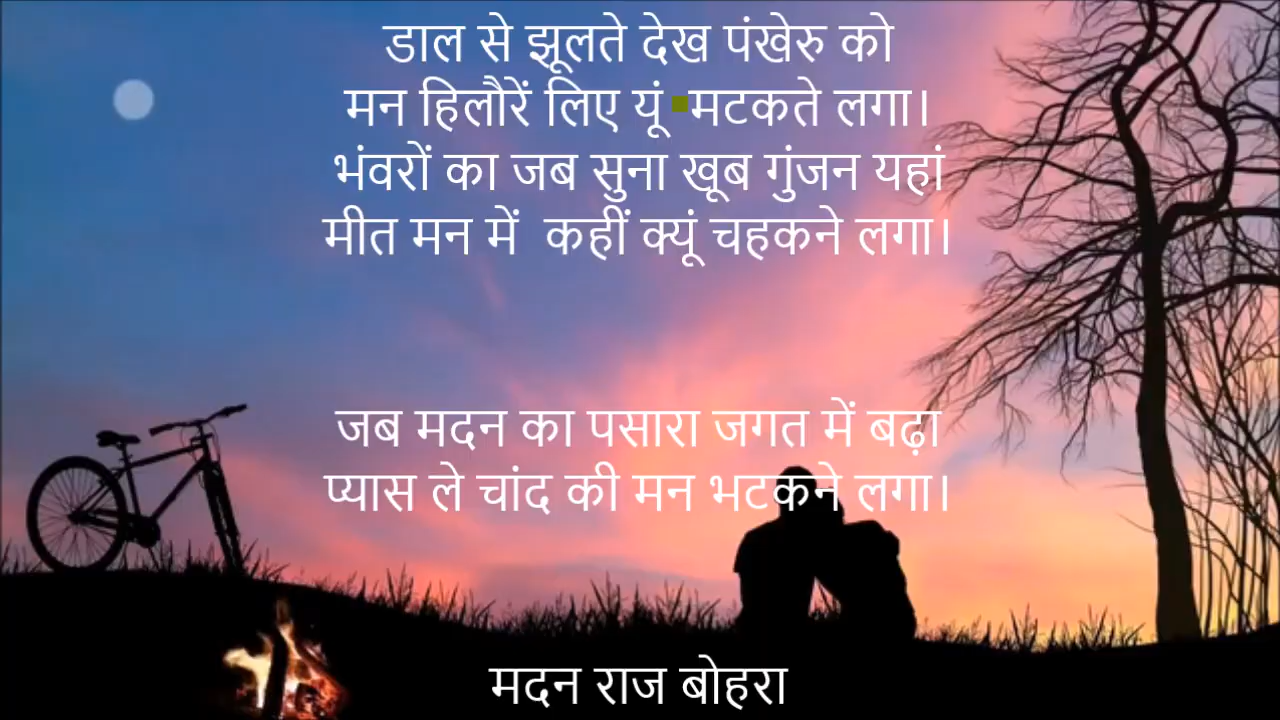 डाल से झूलते देख पंखेरु को
मन हिलौरें लिए यूं मटकते लगा।
भंवरों का जब सुना खूब गुंजन यहां
मीत मन में कहीं क्यूं चहकने लगा।
जब मदन का पसारा जगत में बढ़ा
प्यास ले चांद की मन भटकने लगा।
मदन राज बोहरा